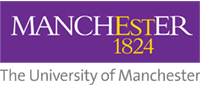 MANCHESTER
1824
The University of Manchester